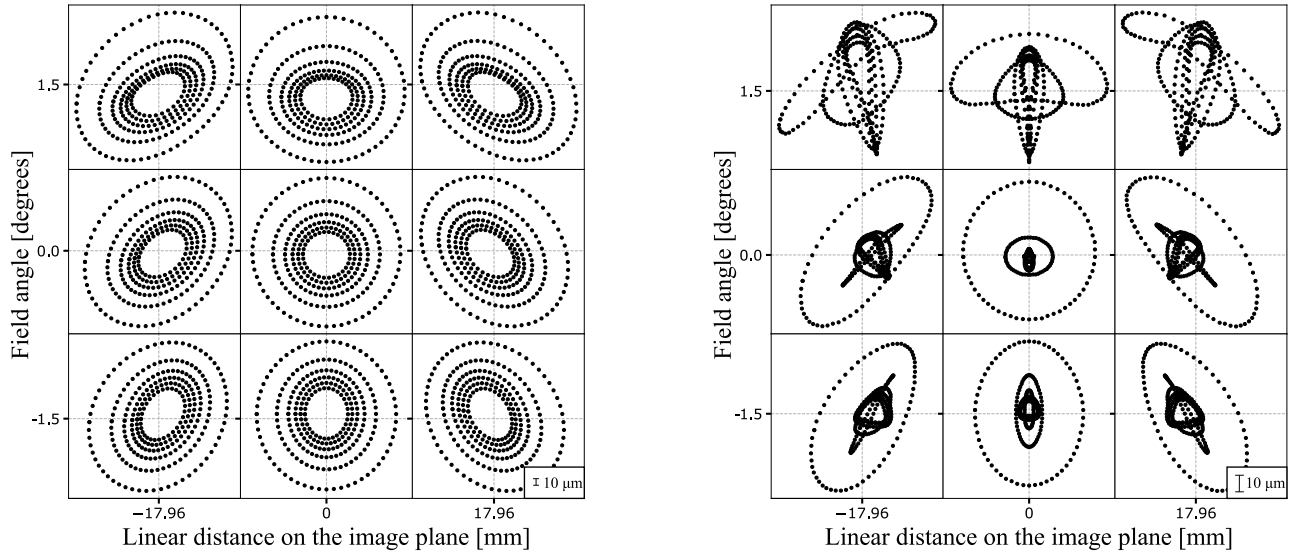 Field angle [degrees]
1.5
0.0
-1.5
−17.96
0
17.96
10 μm
Linear distance on the image plane [mm]
Field angle [degrees]
1.5
0.0
-1.5
−17.96
0
17.96
10 μm
Linear distance on the image plane [mm]